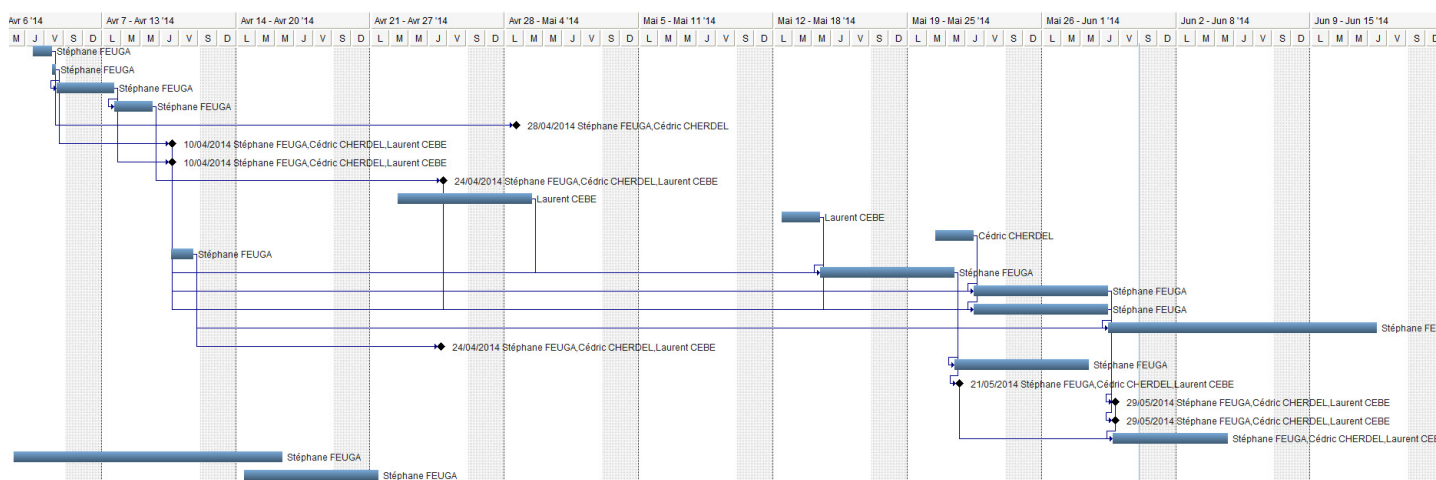 Avr 6 '14 Avr 7 - Avr 13 '14 Avr 14 - Avr 20 '14 Avr 21 - Avr 27 '14 Avr 28 - Mai 4 '14 Mai 5 - Mai 11 '14 Mai 12 - Mai 18 '14 Mai 19 - Mai 25 '14 Mai 26 - Jun 1 '14 Jun 2 - Jun 8 '14 Jun 9 - Jun 15 '14
M J V S D L M M J V S D L M M J V S D L M M J V S D L M M J V S D L M M J V S D L M M J V S D L M M J V S D L M M J V S D L M M J V S D L M M J V S D
Stéphane FEUGA
Stéphane FEUGA
Stéphane FEUGA
Stéphane FEUGA
28/04/2014 Stéphane FEUGA,Cédric CHERDEL
10/04/2014 Stéphane FEUGA,Cédric CHERDEL,Laurent CEBE
10/04/2014 Stéphane FEUGA,Cédric CHERDEL,Laurent CEBE
24/04/2014 Stéphane FEUGA,Cédric CHERDEL,Laurent CEBE
Laurent CEBE
Laurent CEBE
Cédric CHERDEL
Stéphane FEUGA
Stéphane FEUGA
Stéphane FEUGA
Stéphane FEUGA
Stéphane FE
24/04/2014 Stéphane FEUGA,Cédric CHERDEL,Laurent CEBE
Stéphane FEUGA
21/05/2014 Stéphane FEUGA,Cédric CHERDEL,Laurent CEBE
29/05/2014 Stéphane FEUGA,Cédric CHERDEL,Laurent CEBE
29/05/2014 Stéphane FEUGA,Cédric CHERDEL,Laurent CEBE
Stéphane FEUGA,Cédric CHERDEL,Laurent CEB
Stéphane FEUGA
Stéphane FEUGA